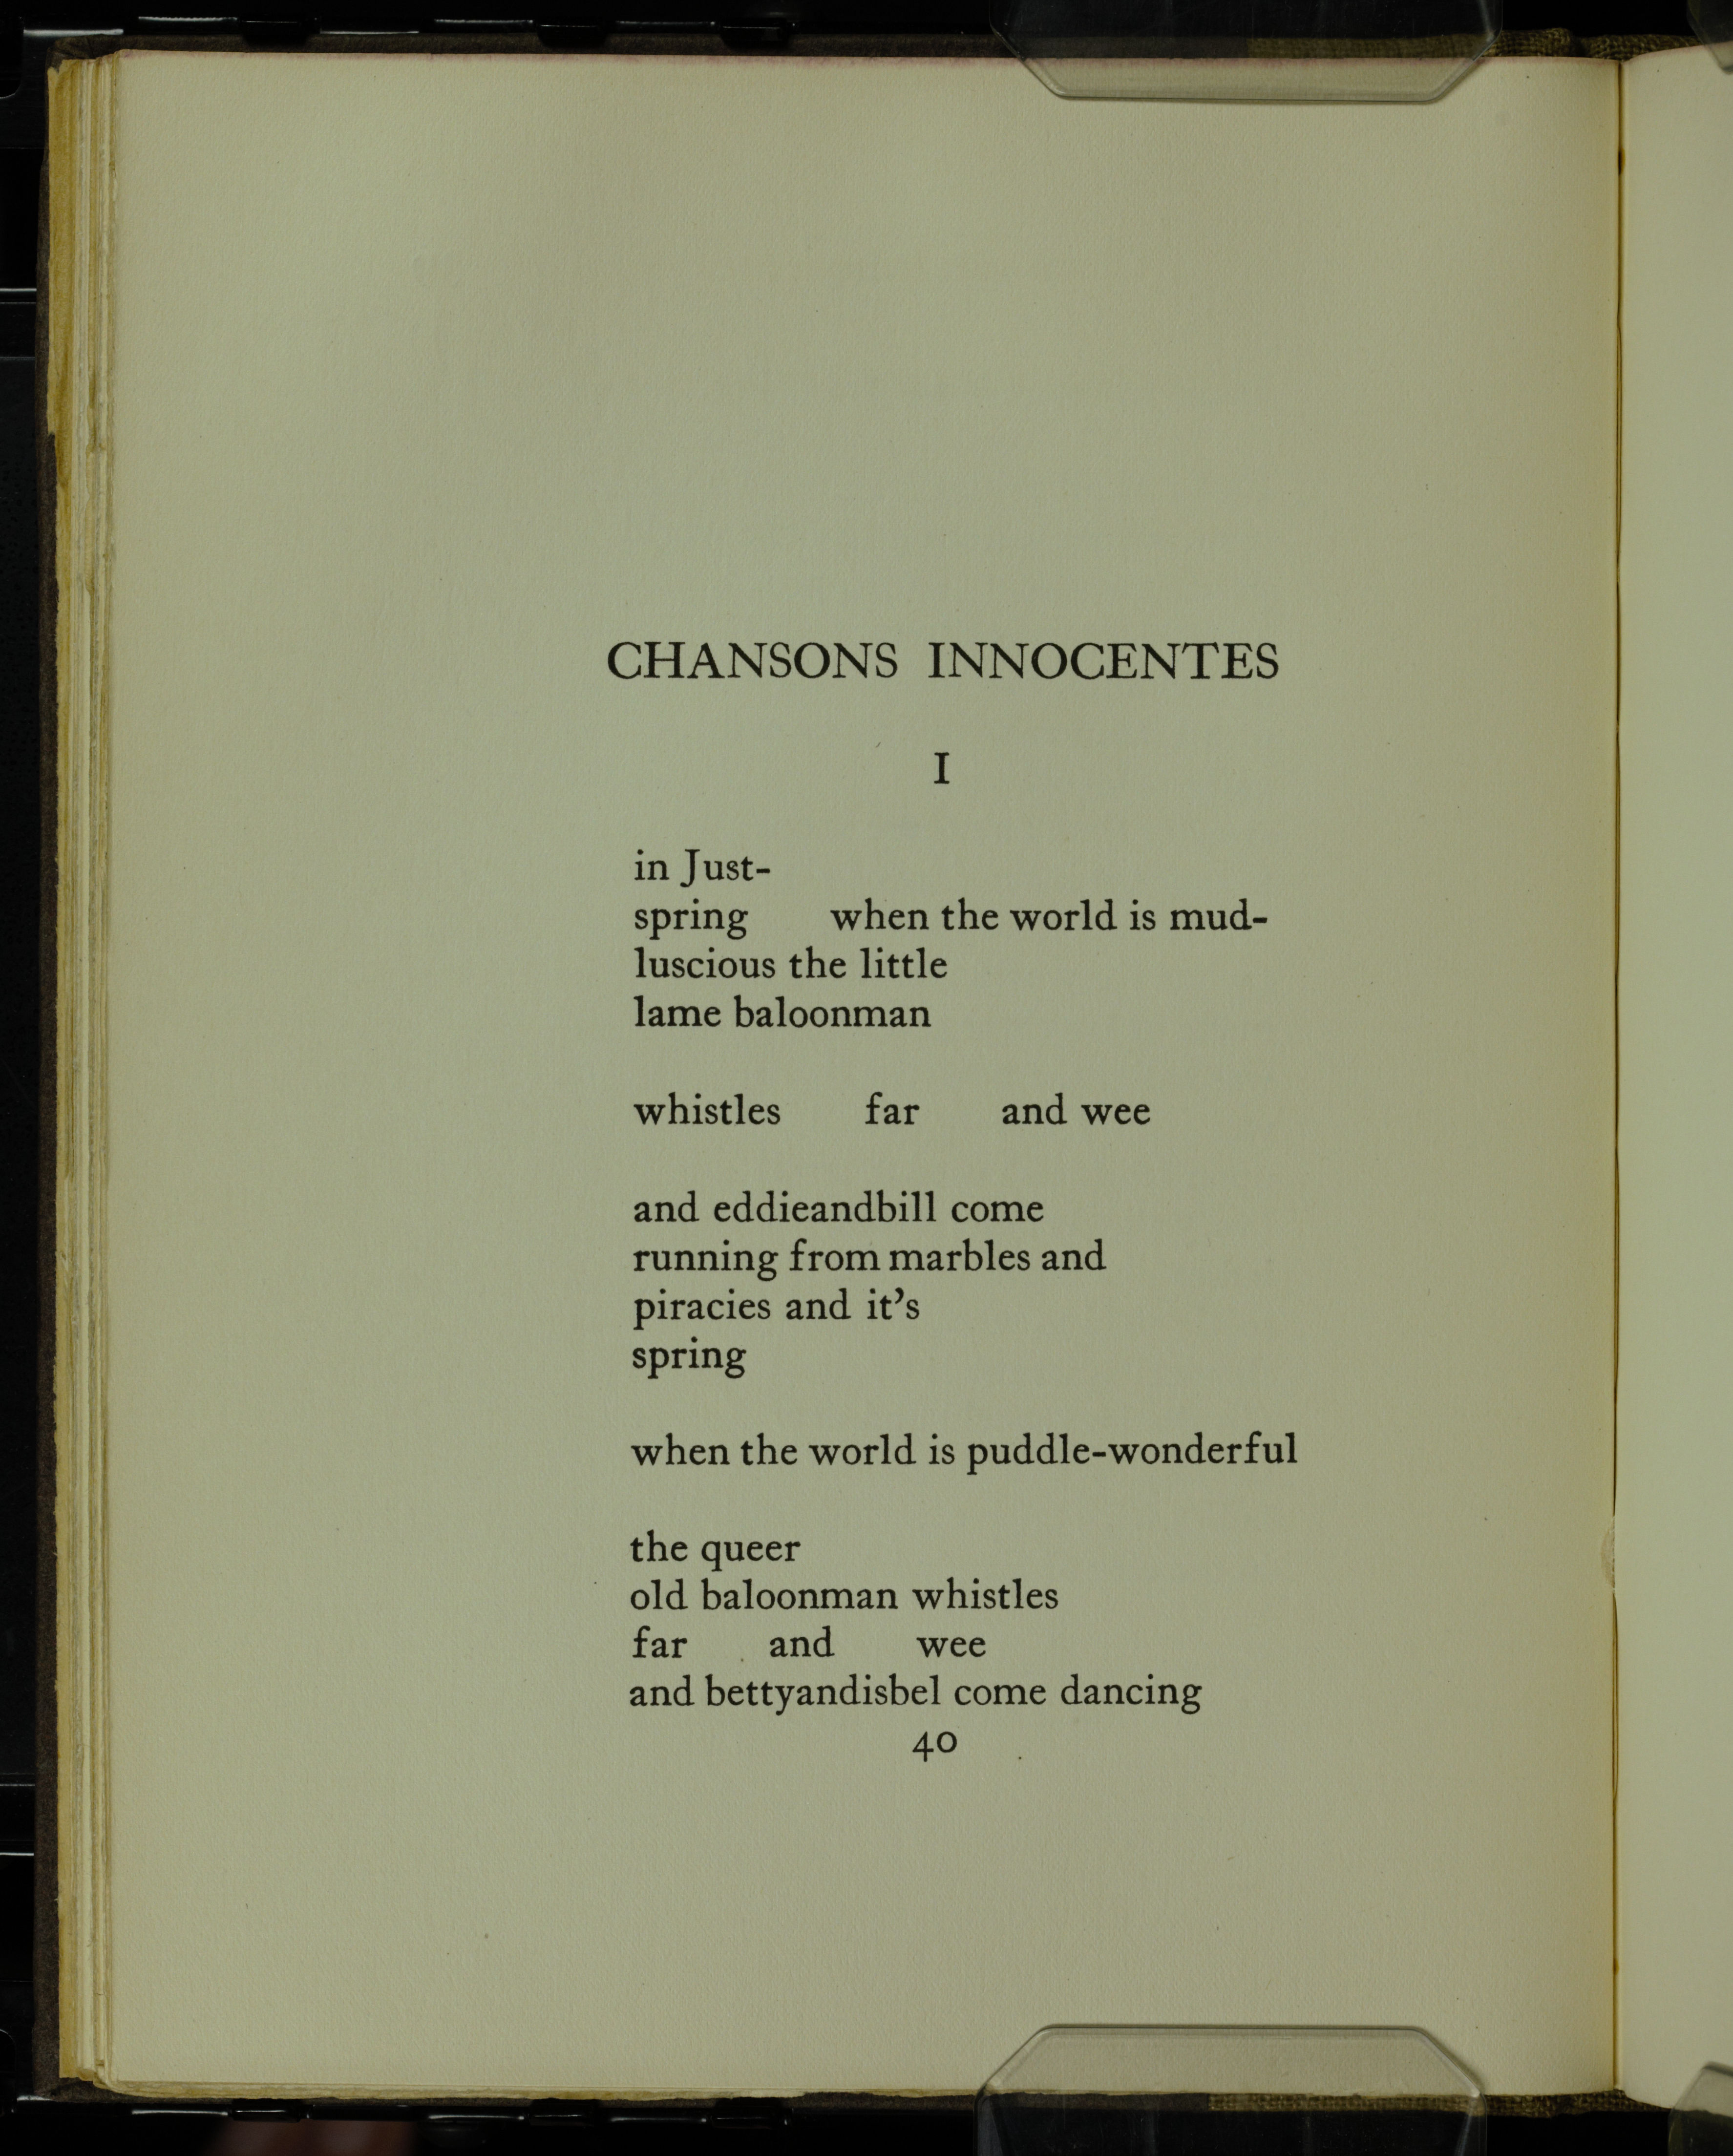 CHANSONS INNOCENTES
I
in Just-
spring when the world is mud-
luscious the little
lame baloonman
whistles far and wee
and eddieandbill come
running from marbles and
piracies and it's
spring
when the world is puddle-wonderful
the queer
old baloonman whistles
far and wee
and bettyandisbel come dancing
40